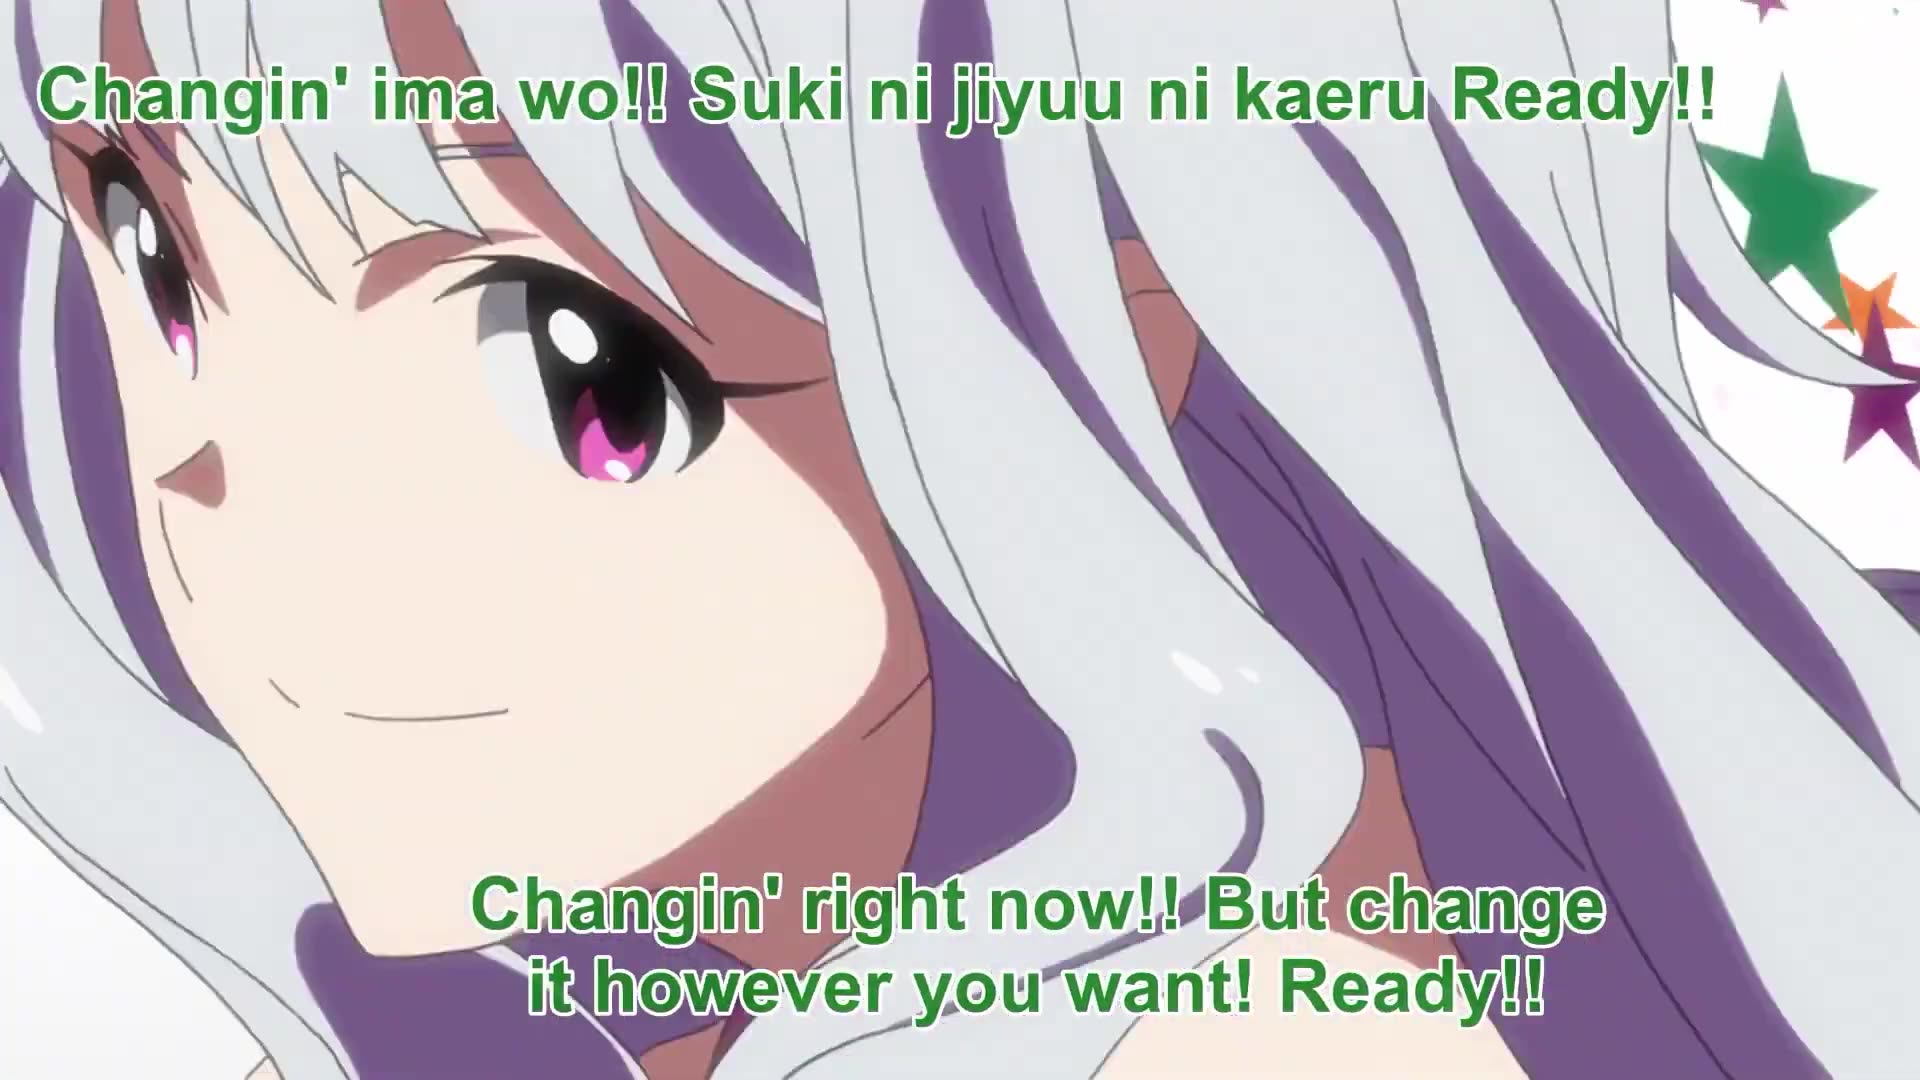 Changin' ima wo!! Suki ni jiyuu ni kaeru Ready!!
Changin' right now!! But change
it however you want! Ready!!